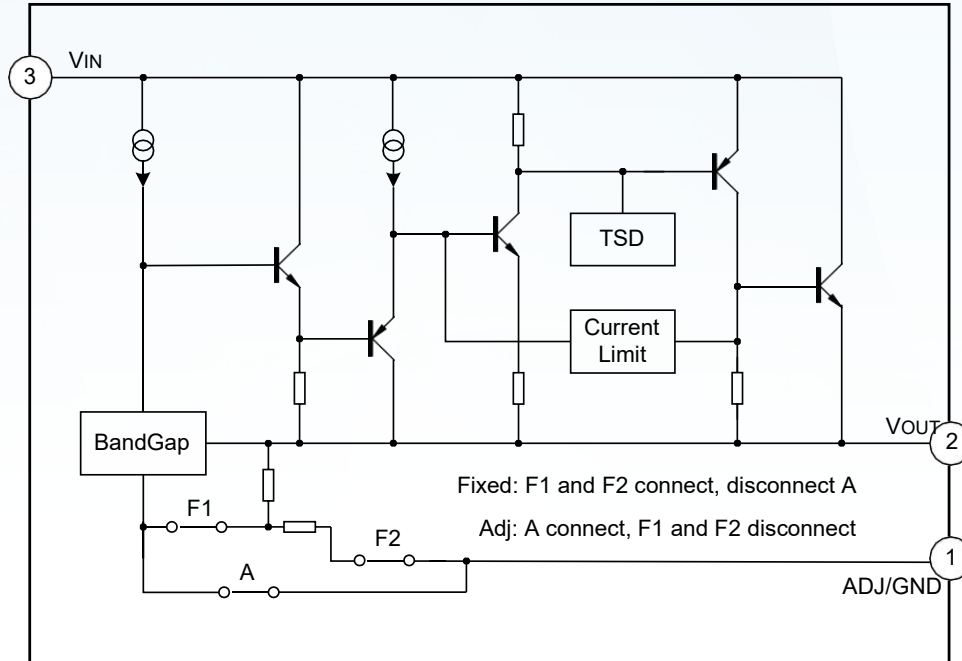 3
VIN
TSD
Current
Limit
BandGap
VOUT
2
Fixed: F1 and F2 connect, disconnect A
F1
Adj: A connect, F1 and F2 disconnect
F2
1
A
ADJ/GND